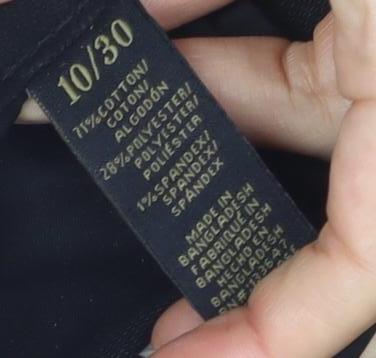 10/30
71%COTTON/
COTON/
ALGODÓN
28%POLYESTER/
POLYESTER/
POLIÉSTER
1%SPANDEX/
SPANDEX/
SPANDEX
MADE IN
BANGLADESH
FABRIQUÉ EN
BANGLADESH
HECHO EN
BANGLADESH